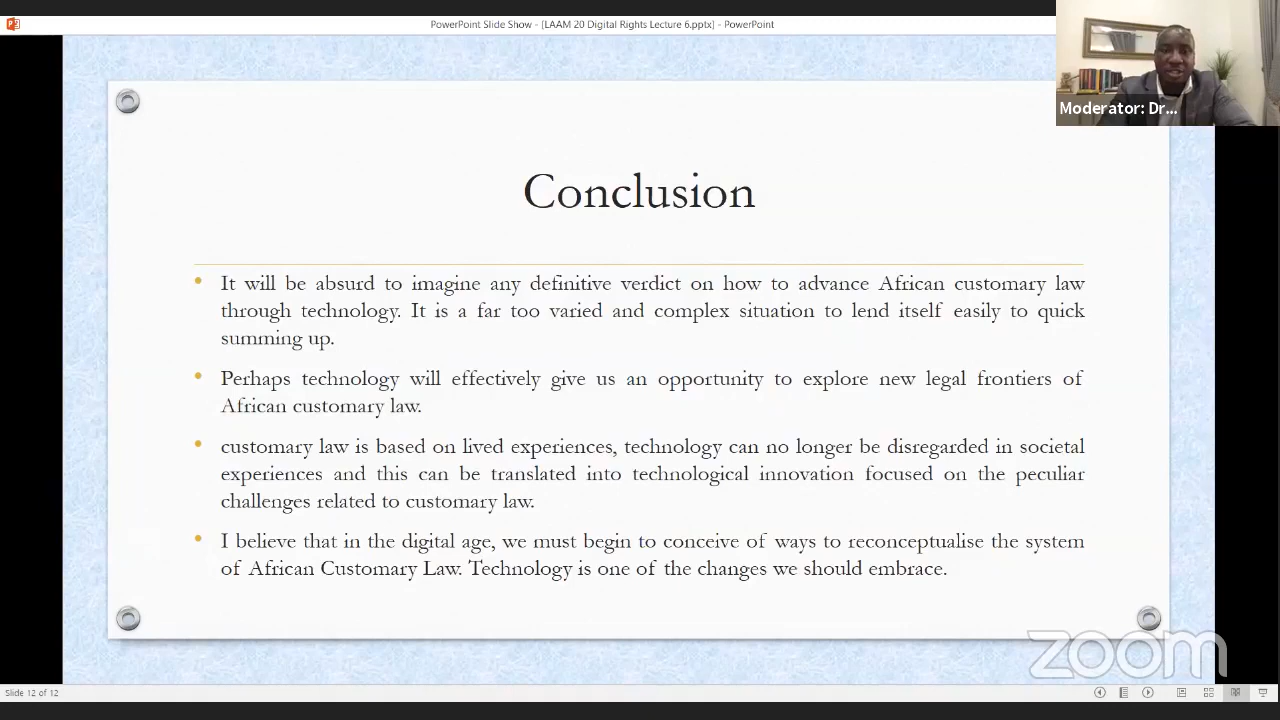 PowerPoint Slide Show - [LAAM 20 Digital Rights Lecture 6.pptx] - PowerPoint
Moderator: Dr...
Conclusion
• It will be absurd to imagine any definitive verdict on how to advance African customary law
through technology. It is a far too varied and complex situation to lend itself easily to quick
summing up.
• Perhaps technology will effectively give us an opportunity to explore new legal frontiers of
African customary law.
• customary law is based on lived experiences, technology can no longer be disregarded in societal
experiences and this can be translated into technological innovation focused on the peculiar
challenges related to customary law.
• I believe that in the digital age, we must begin to conceive of ways to reconceptualise the system
of African Customary Law. Technology is one of the changes we should embrace.
zoom
Slide 12 of 12